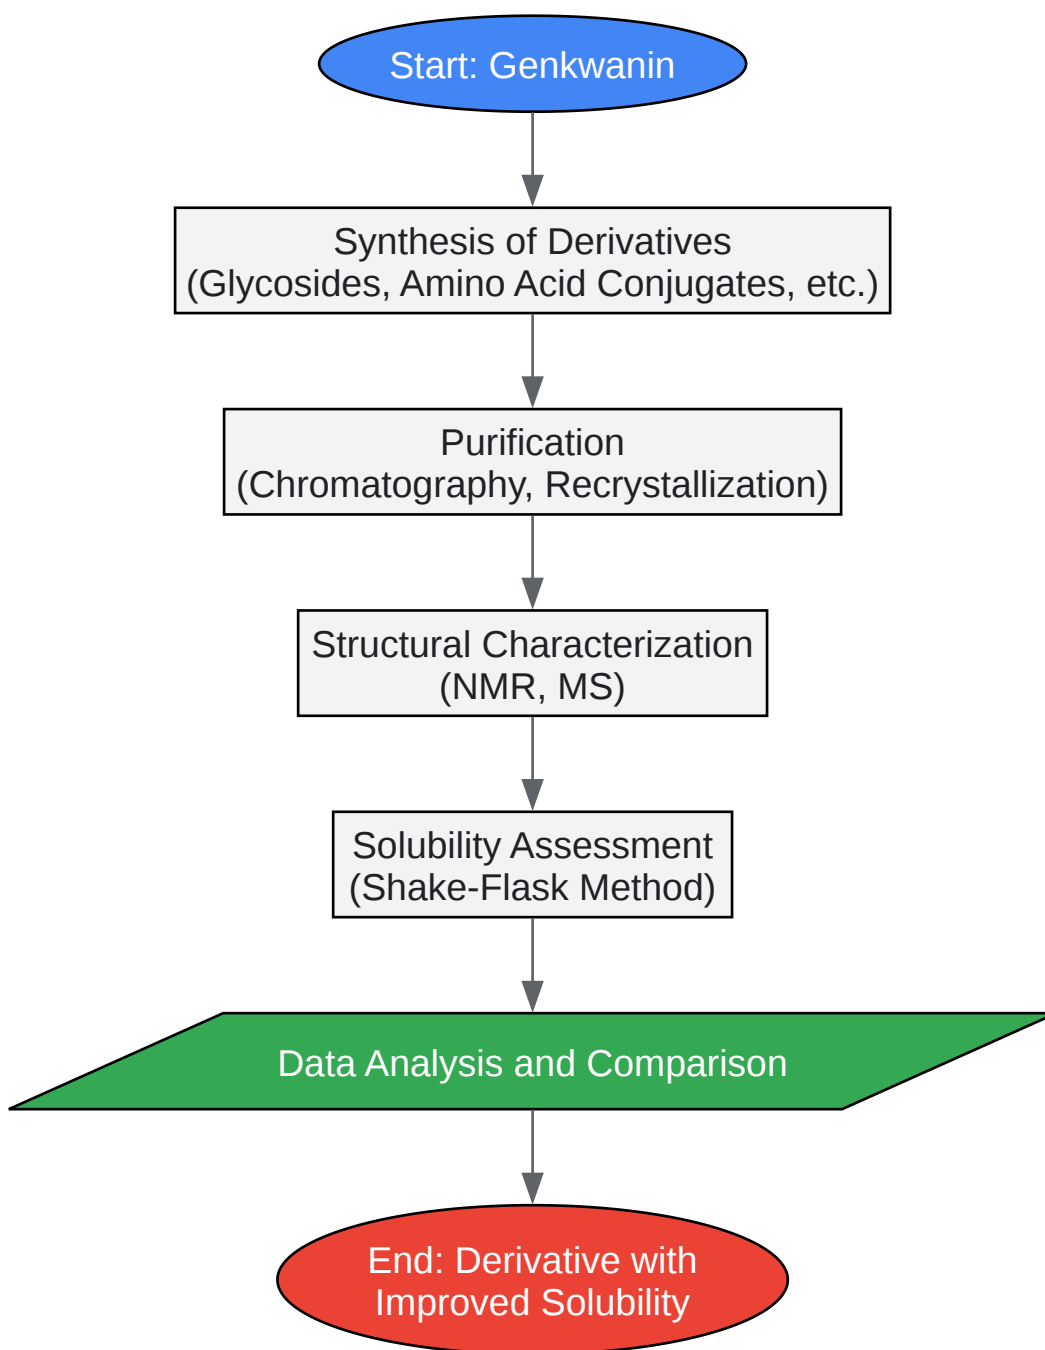 Start: Genkwanin
Synthesis of Derivatives
(Glycosides, Amino Acid Conjugates, etc.)
Purification
(Chromatography, Recrystallization)
Structural Characterization
(NMR, MS)
Solubility Assessment
(Shake-Flask Method)
Data Analysis and Comparison
End: Derivative with
Improved Solubility